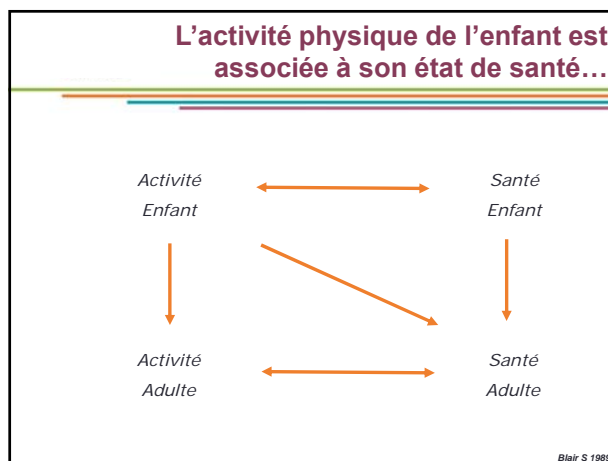 L’activité physique de l’enfant est
associée à son état de santé…
Activité Santé
Enfant Enfant
Activité Santé
Adulte Adulte
Blair S 1989